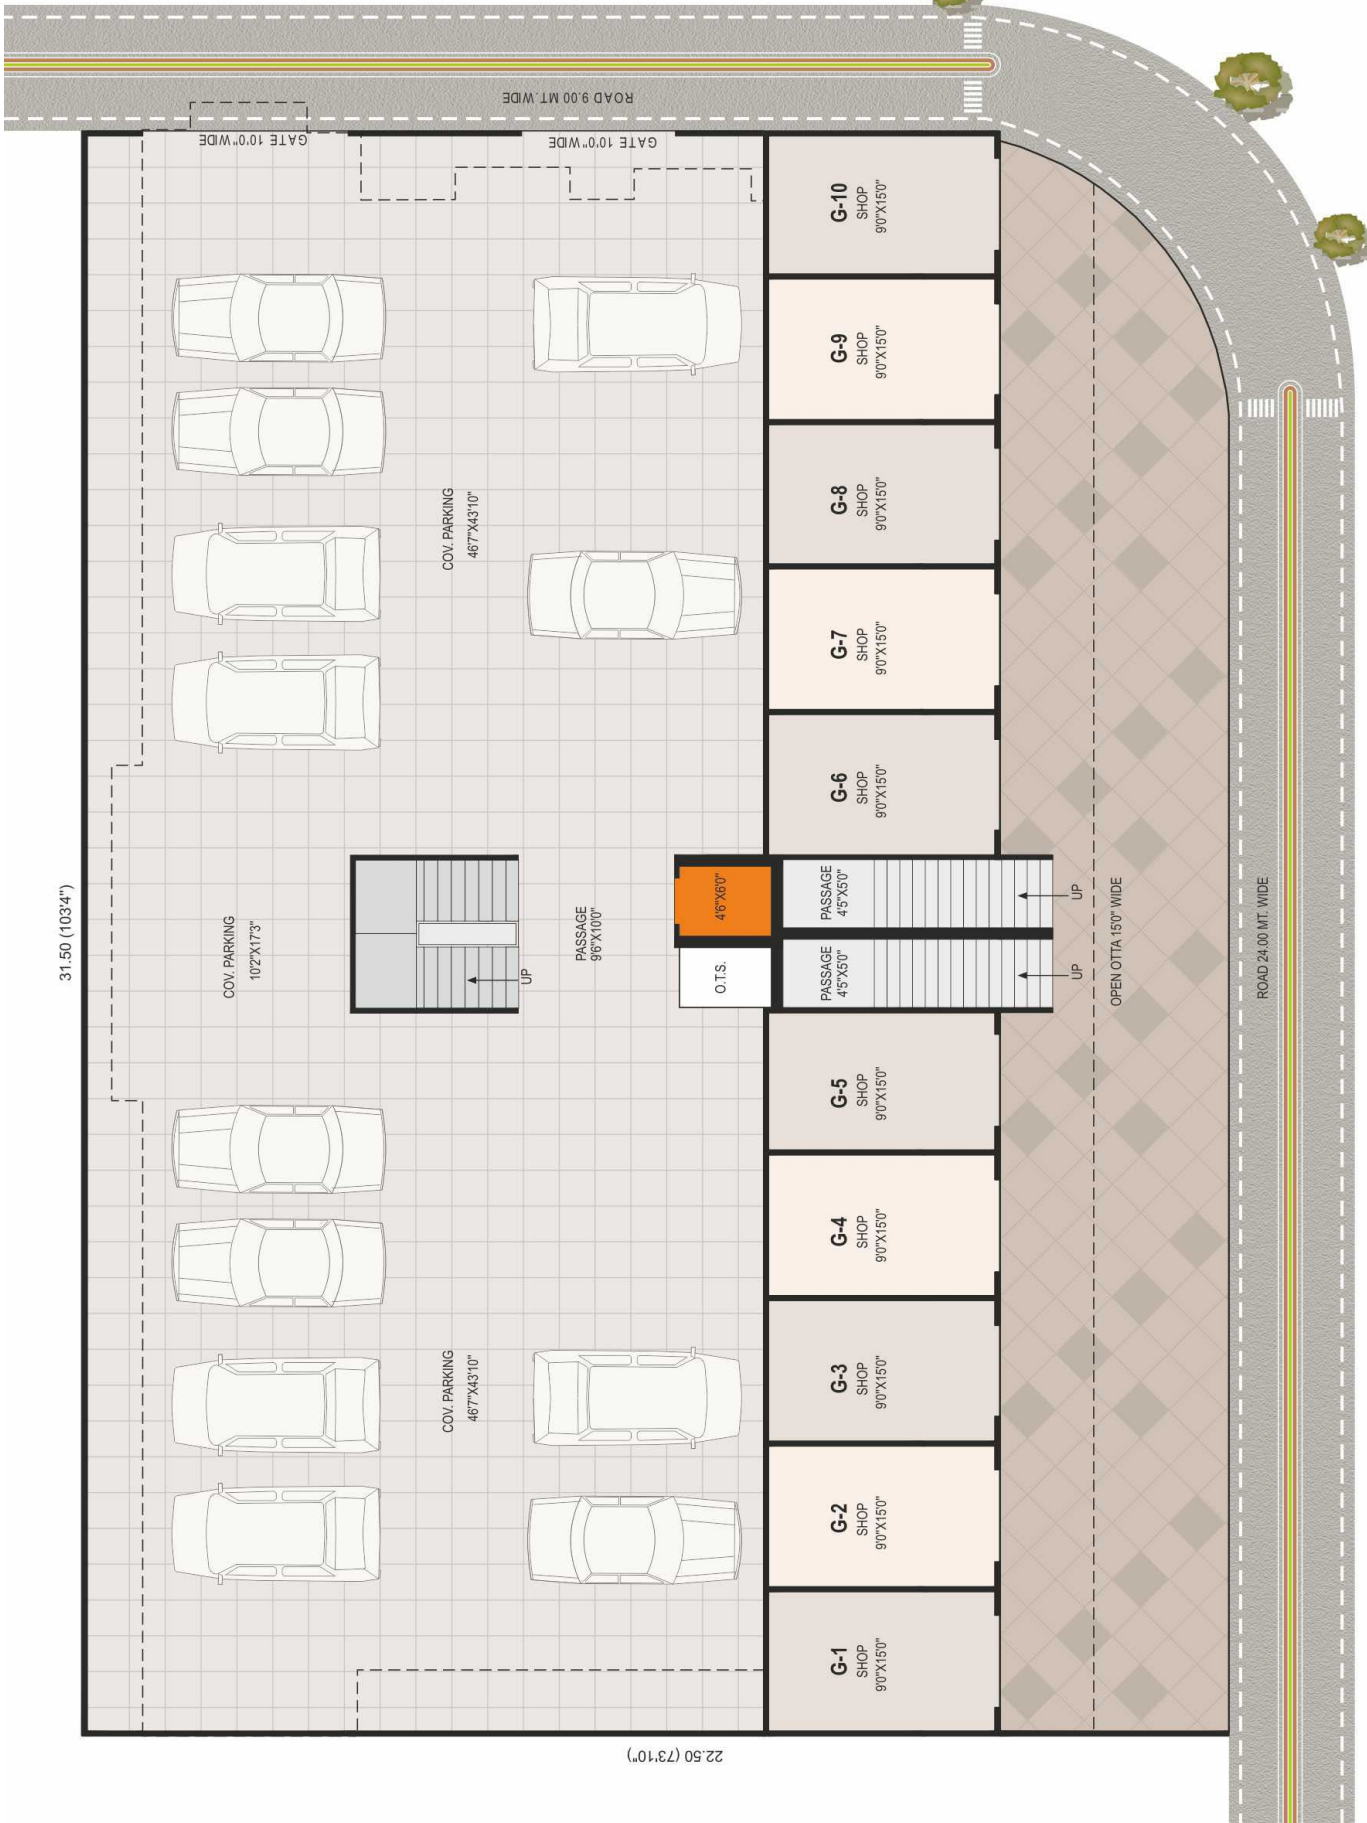 31.50 (103'4")
COV. PARKING
10'2"X17'3"
GATE 10'0" WIDE
COV. PARKING
46'7"X43'10"
COV. PARKING
46'7"X43'10"
UP
PASSAGE
9'6"X10'0"
GATE 10'0" WIDE
ROAD 9.00 MT. WIDE
22.50 (73'10")
O.T.S.
4'6"X6'0"
G-1
SHOP
9'0"X15'0"
G-2
SHOP
9'0"X15'0"
G-3
SHOP
9'0"X15'0"
G-4
SHOP
9'0"X15'0"
G-5
SHOP
9'0"X15'0"
PASSAGE
4'5"X5'0"
PASSAGE
4'5"X5'0"
G-6
SHOP
9'0"X15'0"
G-7
SHOP
9'0"X15'0"
G-8
SHOP
9'0"X15'0"
G-9
SHOP
9'0"X15'0"
G-10
SHOP
9'0"X15'0"
UP
UP
OPEN OTTA 15'0" WIDE
ROAD 24.00 MT. WIDE